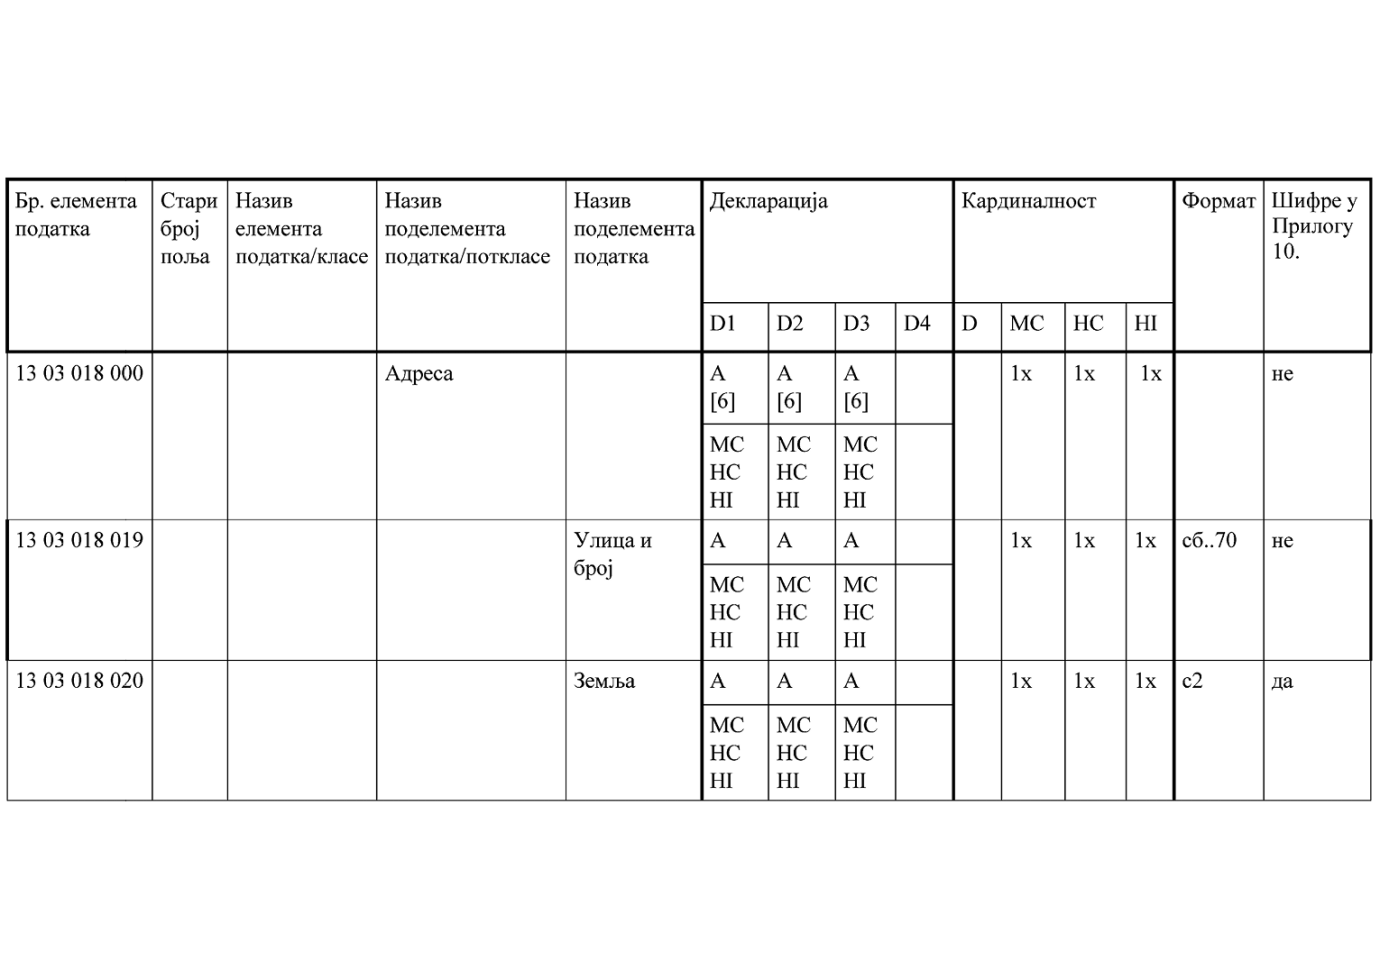 Бр. елемента
податка
Стари
број
поља
Назив
елемента
податка/класе
Назив
поделемента
податка/поткласе
Назив
поделемента
податка
Декларација
Кардиналност
Формат
Шифре у
Прилогу
10.
D1 D2 D3 D4 D MC HC HI
13 03 018 000 Адреса A A A 1x 1x 1x не
[6] [6] [6]
MC MC MC
HC HC HC
HI HI HI
13 03 018 019 Улица и A A A 1x 1x 1x сб..70 не
број
MC MC MC
HC HC HC
HI HI HI
13 03 018 020 Земља A A A 1x 1x 1x с2 да
MC MC MC
HC HC HC
HI HI HI